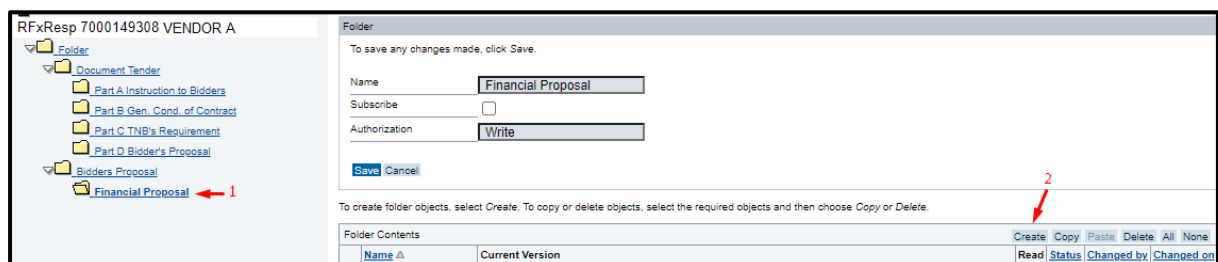 RFxResp 7000149308 VENDOR A
Folder
Document Tender
Part A Instruction to Bidders
Part B Gen. Cond. of Contract
Part C TNB's Requirement
Part D Bidder's Proposal
Bidders Proposal
Financial Proposal 1
Folder
To save any changes made, click Save.
Name Financial Proposal
Subscribe
Authorization Write
Save Cancel
2
To create folder objects, select Create. To copy or delete objects, select the required objects and then choose Copy or Delete.
Folder Contents Create Copy Paste Delete All None
Name Current Version Read Status Changed by Changed on